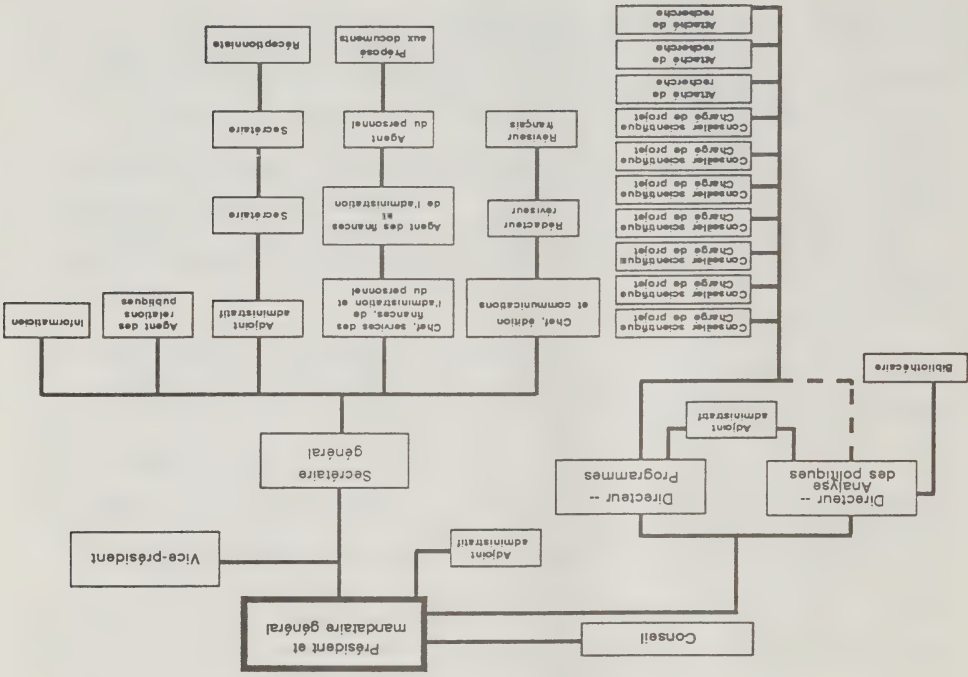 Conseil
Président et
mandataire général
Adjoint
administratif
Vice-président
Directeur --
Analyse
des politiques
Directeur --
Programmes
Adjoint
administratif
Bibliothécaire
Secrétaire
général
Conseiller scientifique
Chargé de projet
Conseiller scientifique
Chargé de projet
Conseiller scientifique
Chargé de projet
Conseiller scientifique
Chargé de projet
Conseiller scientifique
Chargé de projet
Conseiller scientifique
Chargé de projet
Conseiller scientifique
Chargé de projet
Attaché de
recherche
Attaché de
recherche
Attaché de
recherche
Chef, édition
et communications
Rédacteur
réviseur
Réviseur
français
Chef, services des
finances, de
l'administration et
du personnel
Agent des finances
et
de l'administration
Agent
du personnel
Préposé
aux documents
Adjoint
administratif
Secrétaire
Secrétaire
Réceptionniste
Agent des
relations
publiques
Informaticien